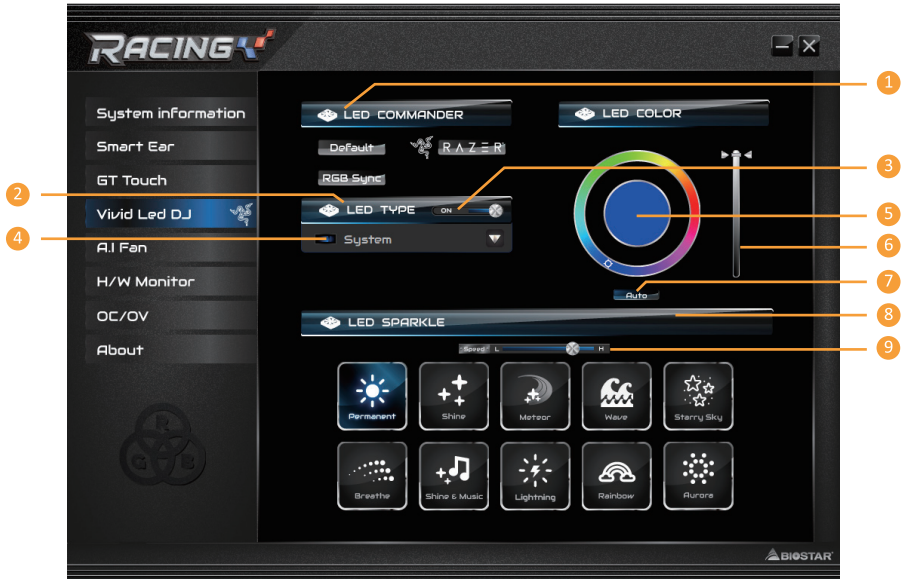 RACING
1
System information
LED COMMANDER
LED COLOR
Smart Ear
Default
RAZER
3
GT Touch
RGB Sync
2
LED TYPE
ON
Vivid Led DJ
5
4
System
6
A.I Fan
H/W Monitor
7
Auto
OC/OV
LED SPARKLE
8
About
Speed
L
H
9
Permanent
Shine
Meteor
Wave
Starry Sky
R
G
B
Breathe
Shine & Music
Lightning
Rainbow
Aurora
BIOSTAR